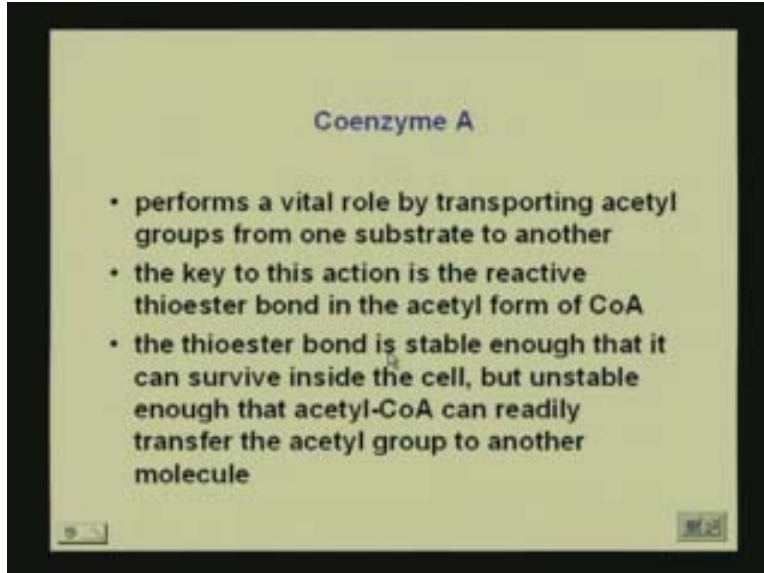 Coenzyme A
• performs a vital role by transporting acetyl
groups from one substrate to another
• the key to this action is the reactive
thioester bond in the acetyl form of CoA
• the thioester bond is stable enough that it
can survive inside the cell, but unstable
enough that acetyl-CoA can readily
transfer the acetyl group to another
molecule